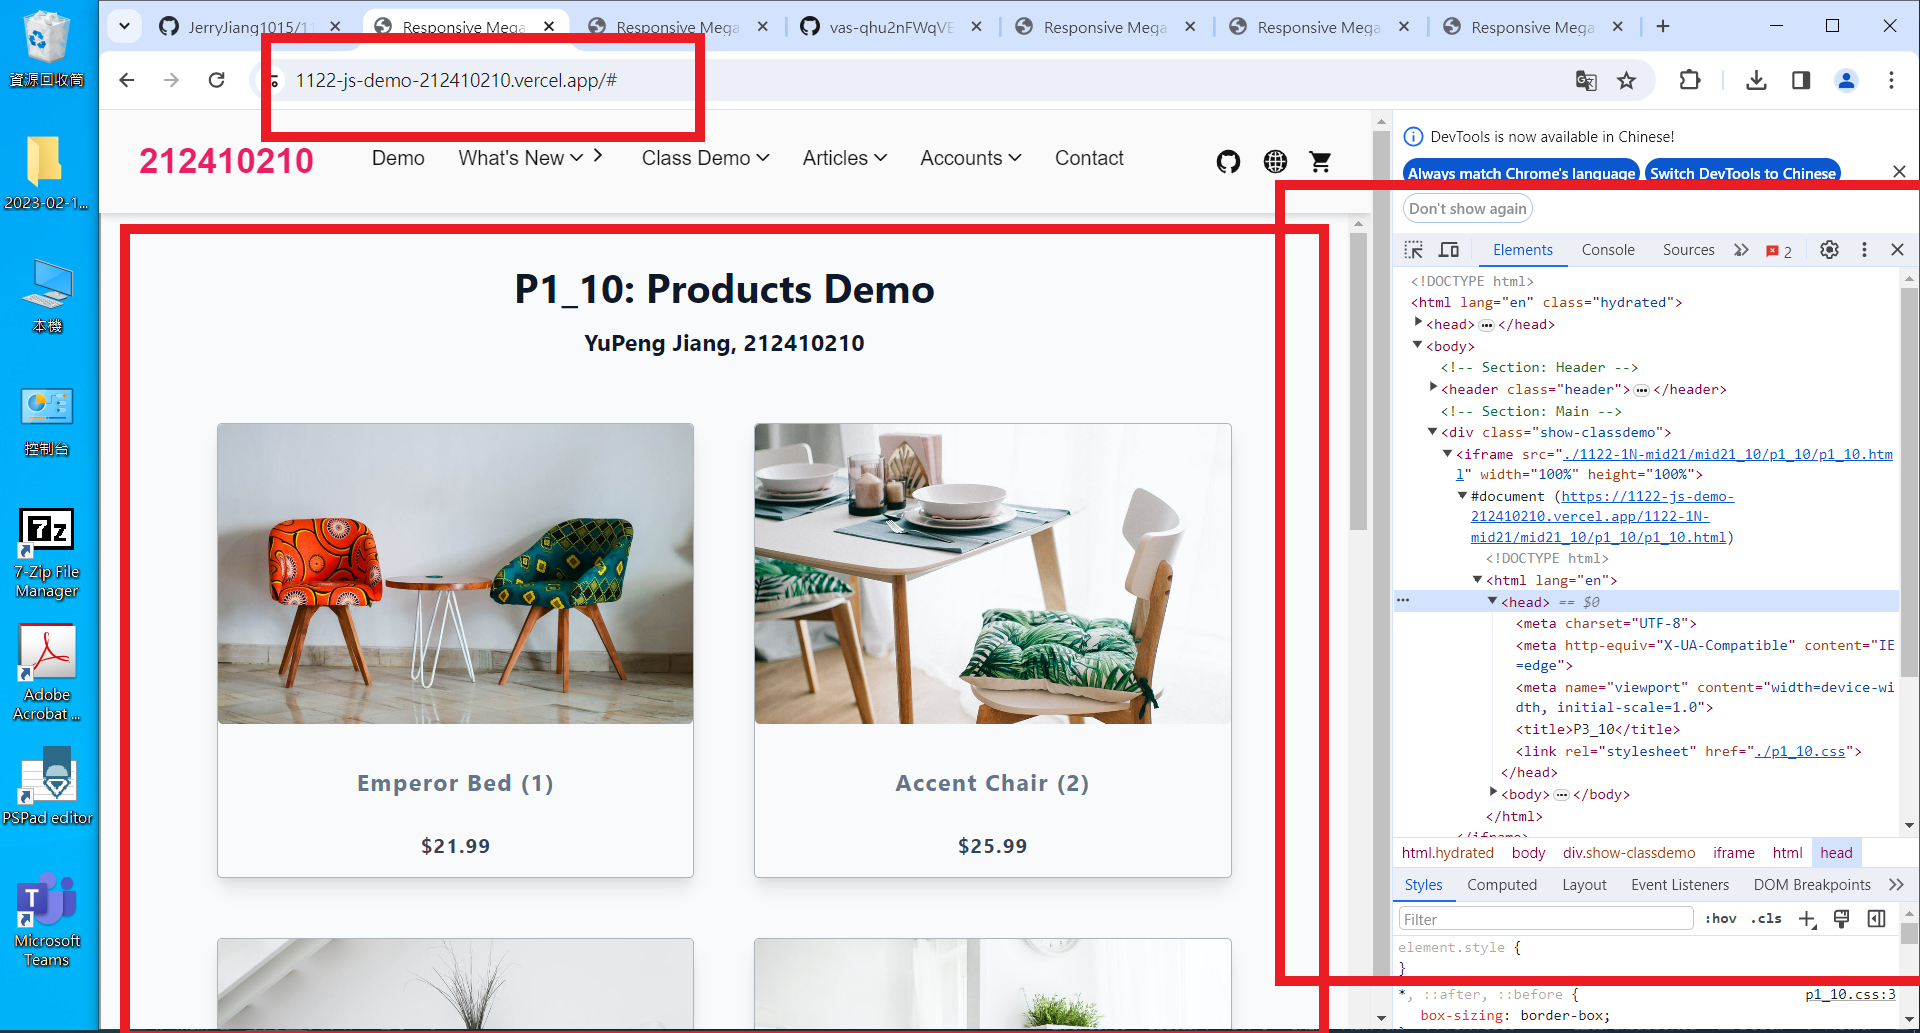 資源回收筒
2023-02-1...
本機
控制台
7-Zip File
Manager
Adobe
Acrobat ...
PSPad editor
Microsoft
Teams
JerryJiang1015/11
Responsive Mega
Responsive Mega
vas-qhu2nFWqVE
Responsive Mega
Responsive Mega
Responsive Mega
1122-js-demo-212410210.vercel.app/#
212410210
Demo
What's New
Class Demo
Articles
Accounts
Contact
P1_10: Products Demo
YuPeng Jiang, 212410210
Emperor Bed (1)
$21.99
Accent Chair (2)
$25.99
DevTools is now available in Chinese!
Always match Chrome's language
Switch DevTools to Chinese
Don't show again
Elements
Console
Sources
2
<!DOCTYPE html>
<html lang="en" class="hydrated">
<head> ... </head>
<body>
<!-- Section: Header -->
<header class="header"> ... </header>
<!-- Section: Main -->
<div class="show-classdemo">
<iframe src="./1122-1N-mid21/mid21_10/p1_10/p1_10.htm
l" width="100%" height="100%">
#document (https://1122-js-demo-
212410210.vercel.app/1122-1N-
mid21/mid21_10/p1_10/p1_10.html)
<!DOCTYPE html>
<html lang="en">
... <head> == $0
<meta charset="UTF-8">
<meta http-equiv="X-UA-Compatible" content="IE
=edge">
<meta name="viewport" content="width=device-wi
dth, initial-scale=1.0">
<title>P3_10</title>
<link rel="stylesheet" href="./p1_10.css">
</head>
<body> ... </body>
</html>
</iframe>
html.hydrated body div.show-classdemo iframe html head
Styles
Computed
Layout
Event Listeners
DOM Breakpoints
Filter
:hov
.cls
element.style {
}
*, ::after, ::before {
p1_10.css:3
box-sizing: border-box;